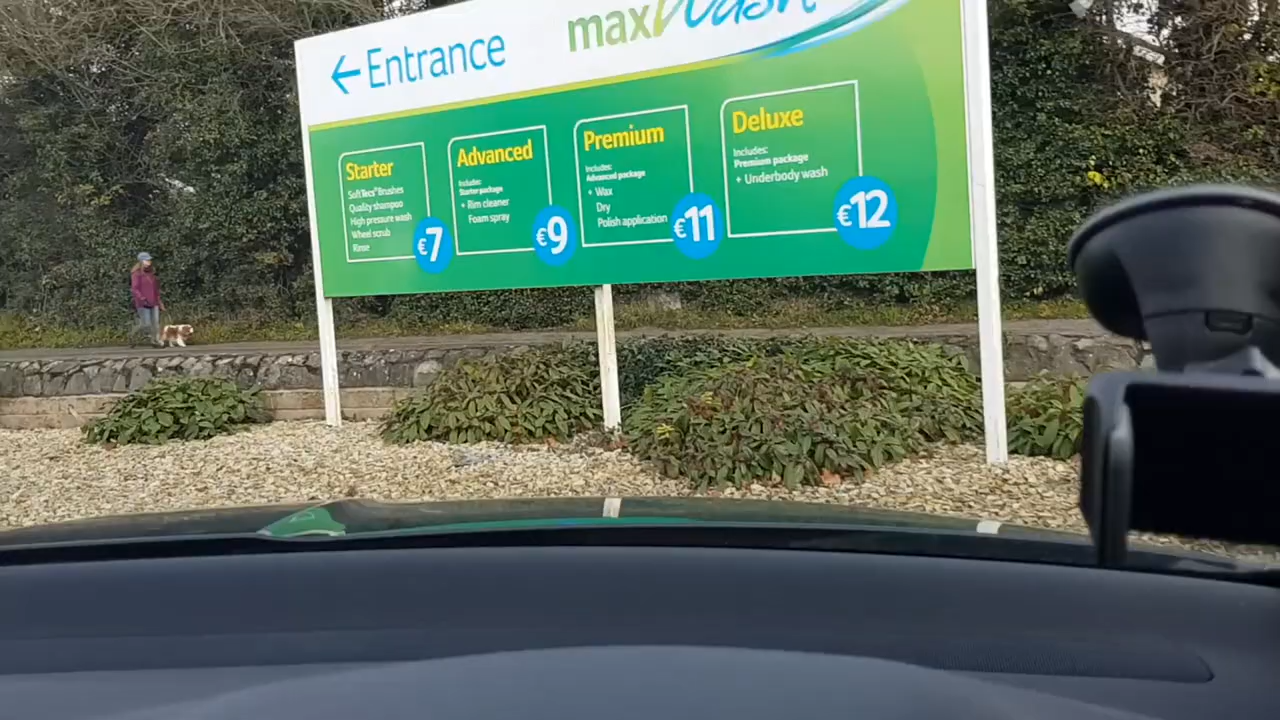 ← Entrance
maxWash
Starter
SoftTecs® Brushes
Quality shampoo
High pressure wash
Wheel scrub
Rinse
€7
Advanced
Includes:
Starter package
+ Rim cleaner
Foam spray
€9
Premium
Includes:
Advanced package
+ Wax
Dry
Polish application
€11
Deluxe
Includes:
Premium package
+ Underbody wash
€12